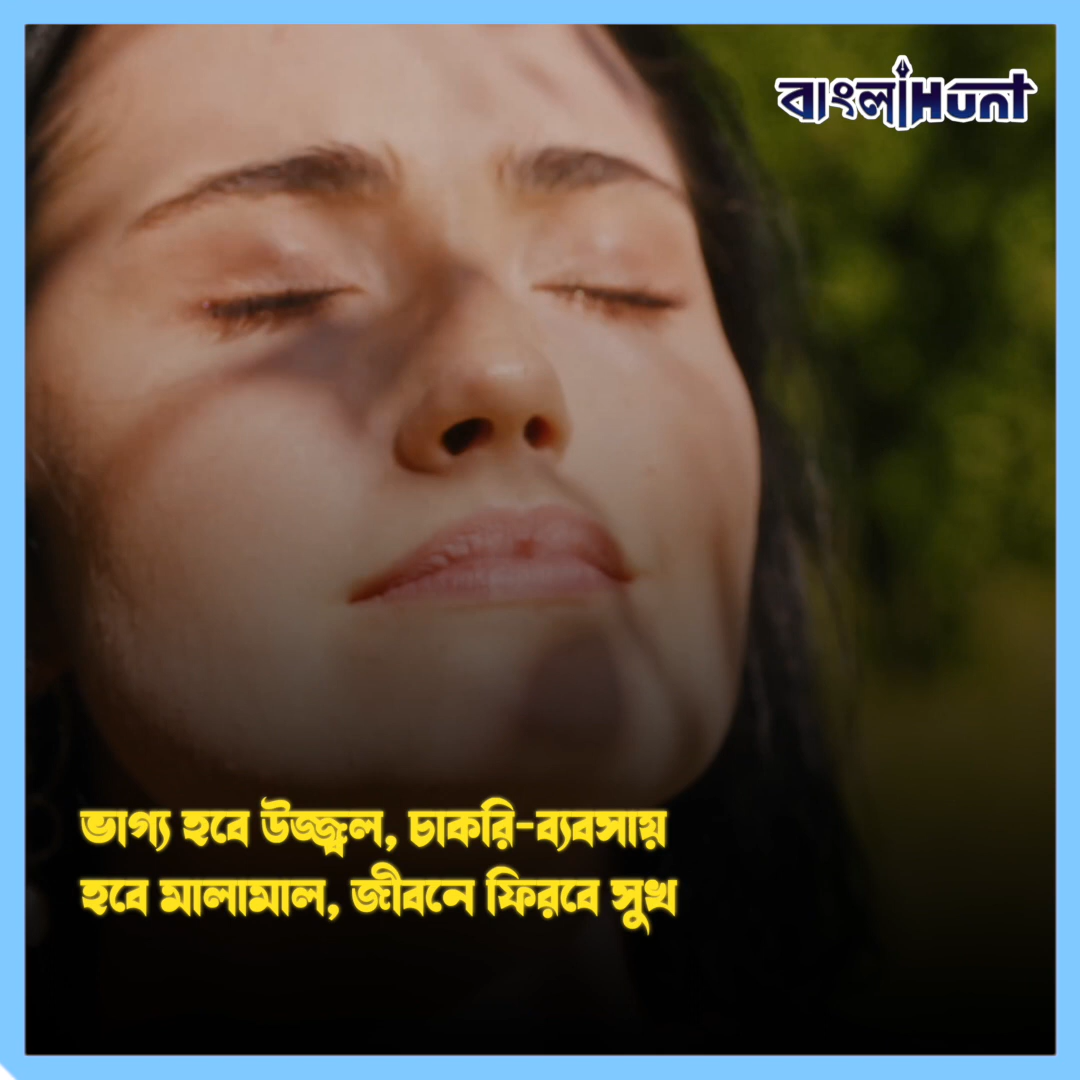 বাংলাHunt
ভাগ্য হবে উজ্জ্বল, চাকরি-ব্যবসায়
হবে মালামাল, জীবনে ফিরবে সুখ